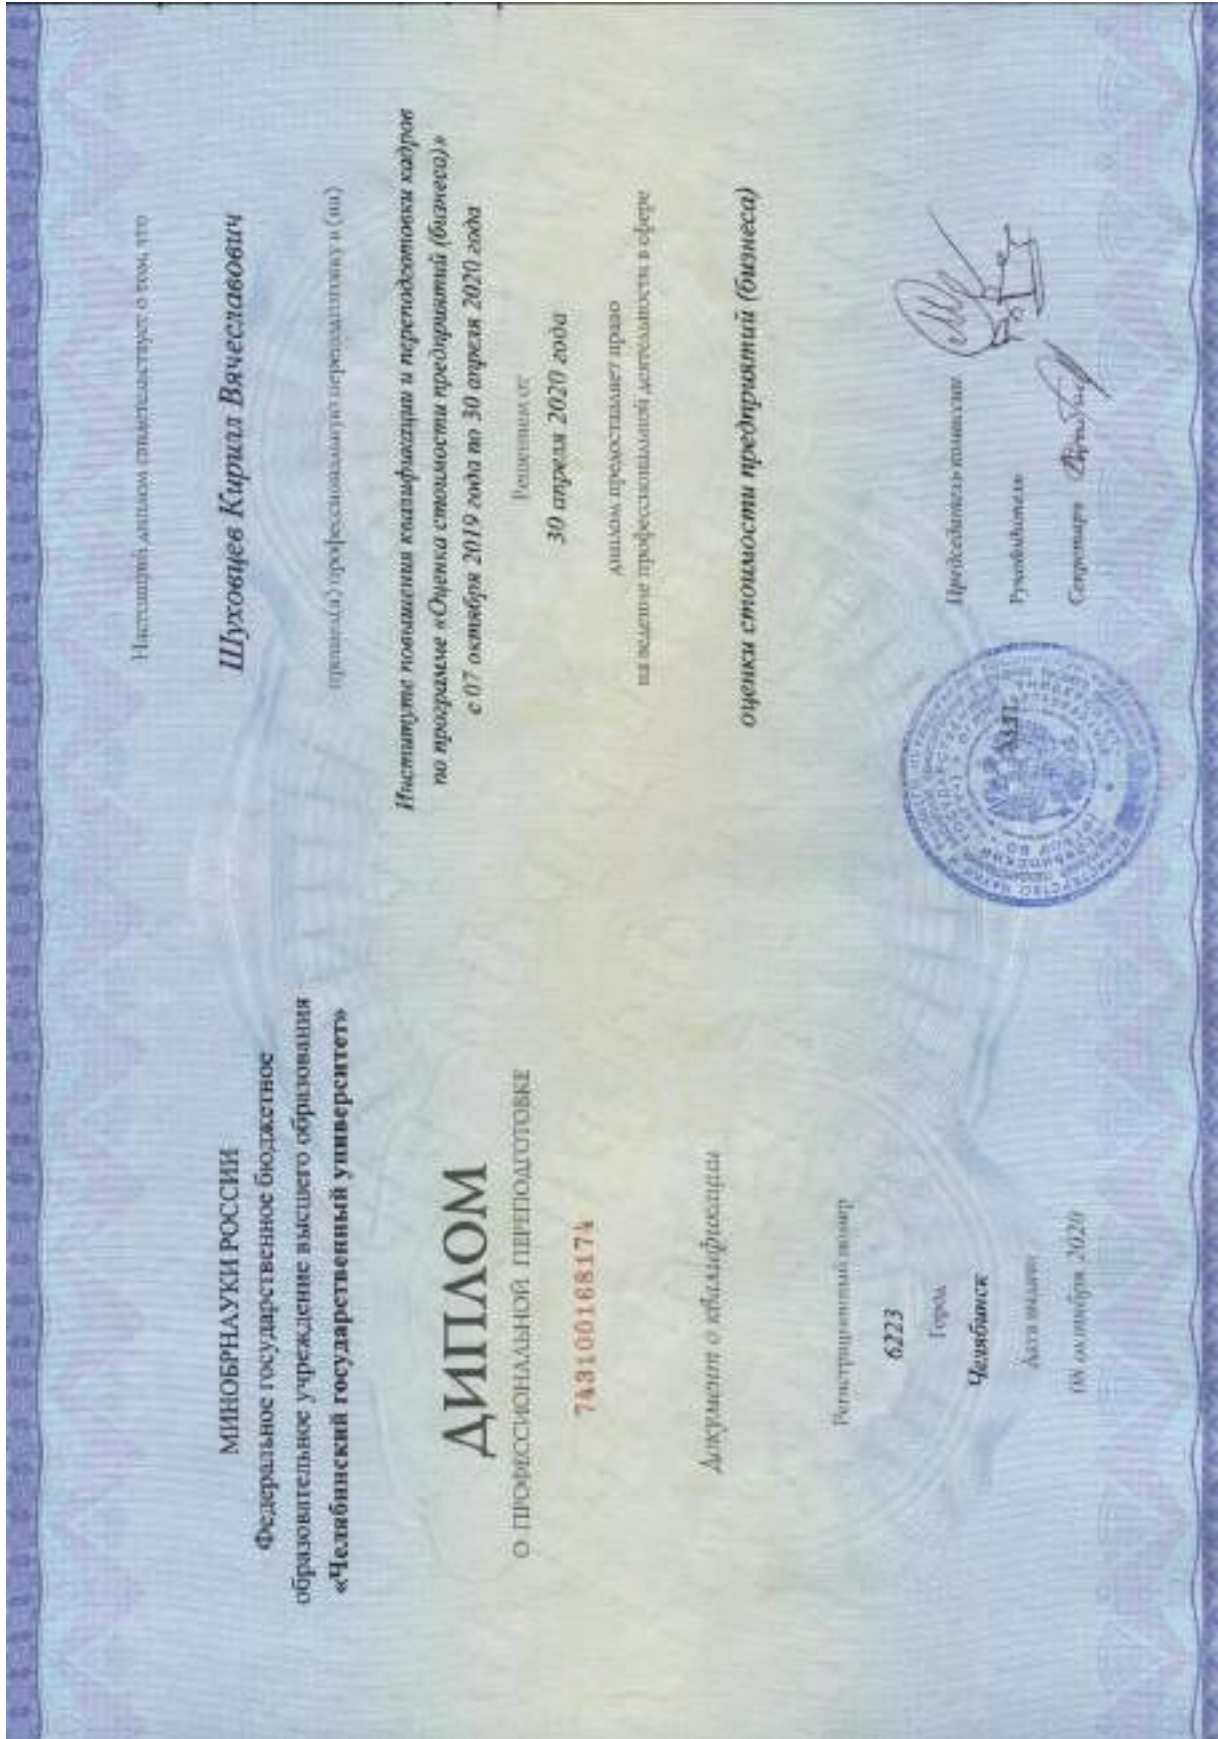 МИНОБРНАУКИ РОССИИ
Федеральное государственное бюджетное
образовательное учреждение высшего образования
«Челябинский государственный университет»
ДИПЛОМ
О ПРОФЕССИОНАЛЬНОЙ ПЕРЕПОДГОТОВКЕ
743100168174
Документ о квалификации
Регистрационный номер
6223
Город
Челябинск
Дата выдачи
октября 2020
Настоящий диплом свидетельствует о том, что
Шуховцев Кирилл Вячеславович
прошел(а) профессиональную переподготовку в (на)
Институте повышения квалификации и переподготовки кадров
по программе «Оценка стоимости предприятий (бизнеса)»
с 07 октября 2019 года по 30 апреля 2020 года
Решением от
30 апреля 2020 года
диплом предоставляет право
на ведение профессиональной деятельности в сфере
оценки стоимости предприятий (бизнеса)
Председатель комиссии
Руководитель
Секретарь
М.П.